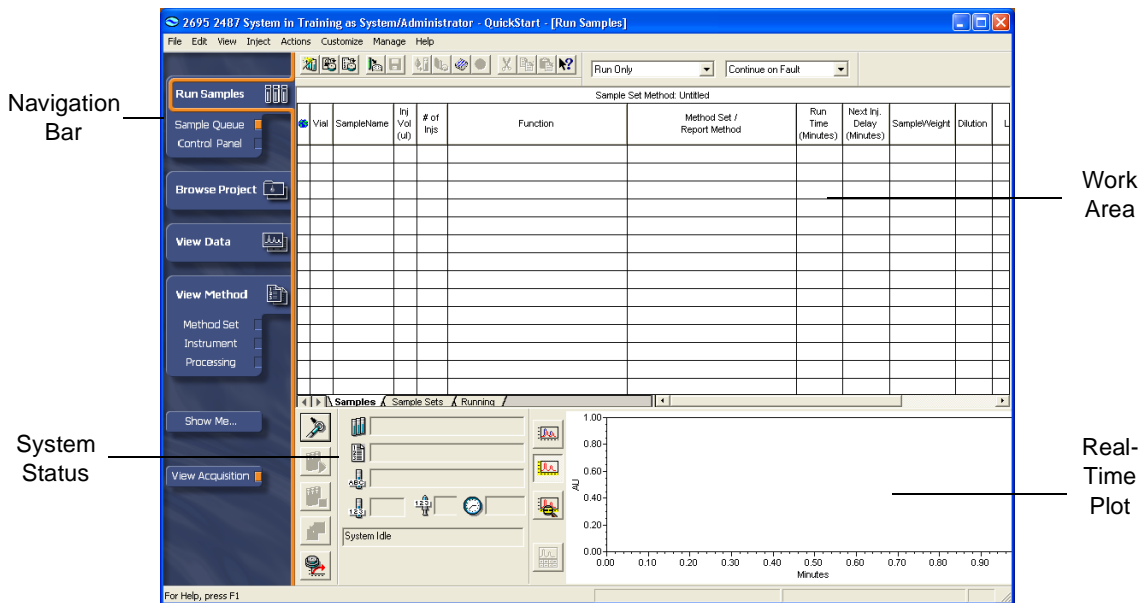 2695 2487 System in Training as System/Administrator - QuickStart - [Run Samples]
File Edit View Inject Actions Customize Manage Help
Run Only
Continue on Fault
Navigation
Bar
Run Samples
Sample Queue
Control Panel
Browse Project
View Data
View Method
Method Set
Instrument
Processing
Show Me...
View Acquisition
Sample Set Method: Untitled
Vial
SampleName
Inj
Vol
(ul)
# of
Injs
Function
Method Set /
Report Method
Run
Time
(Minutes)
Next Inj.
Delay
(Minutes)
SampleWeight
Dilution
L
Work
Area
Samples
Sample Sets
Running
System
Status
ABC
123
123
System Idle
AU
1.00
0.80
0.60
0.40
0.20
0.00
0.00 0.10 0.20 0.30 0.40 0.50 0.60 0.70 0.80 0.90
Minutes
Real-
Time
Plot
For Help, press F1